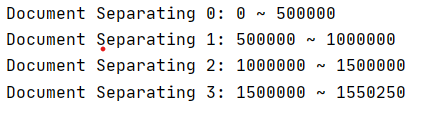 Document Separating 0: 0 ~ 500000
Document Separating 1: 500000 ~ 1000000
Document Separating 2: 1000000 ~ 1500000
Document Separating 3: 1500000 ~ 1550250